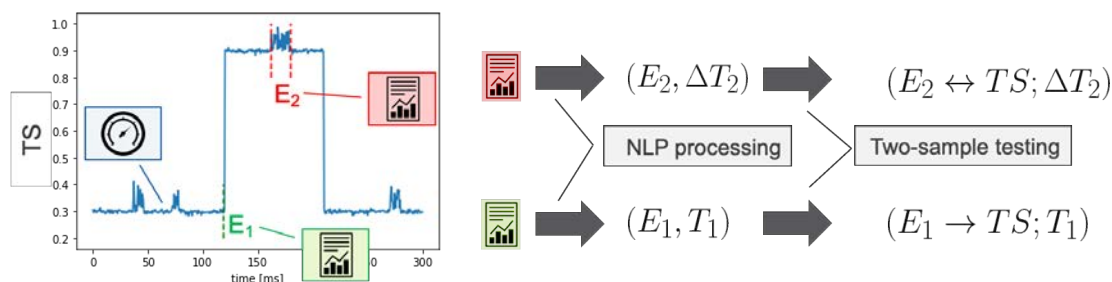 1.0
0.9
0.8
0.7
0.6
0.5
0.4
0.3
0.2
TS
E₂
E₁
0 50 100 150 300
time [ms]
(E₂, ΔT₂)
(E₂ ↔ TS; ΔT₂)
NLP processing
Two-sample testing
(E₁, T₁)
(E₁ → TS; T₁)